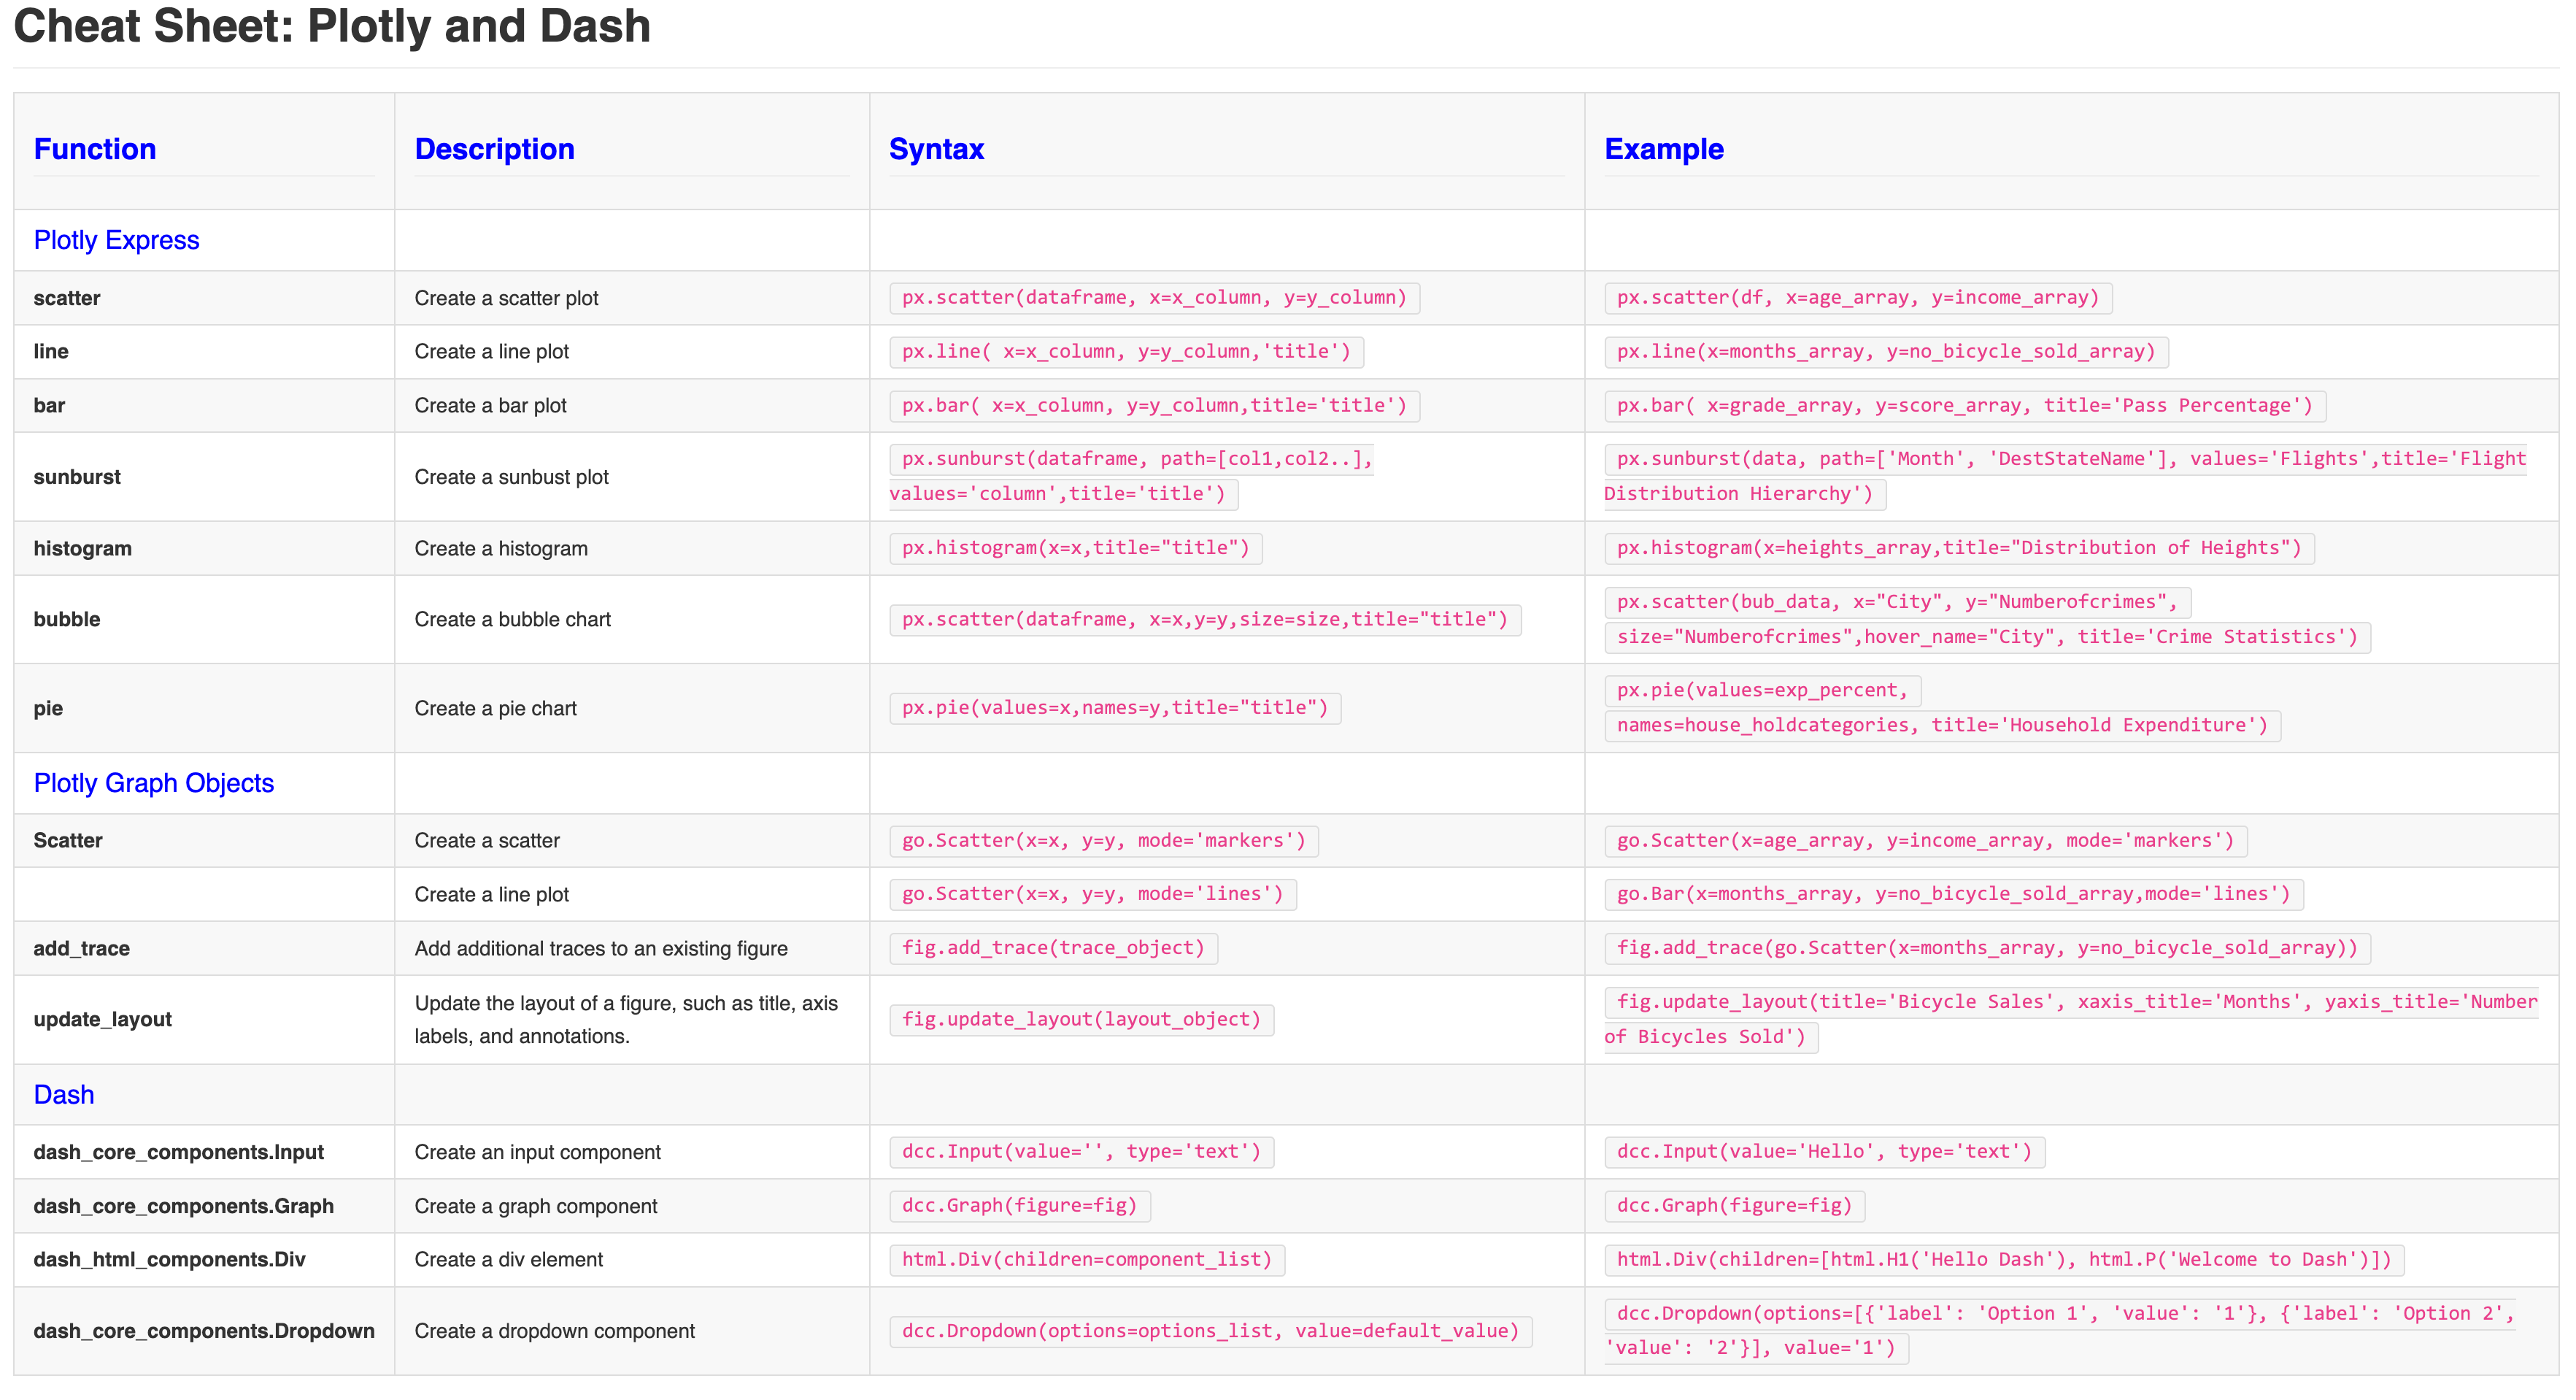 Cheat Sheet: Plotly and Dash
Function Description Syntax Example
Plotly Express
scatter Create a scatter plot px.scatter(dataframe, x=x_column, y=y_column) px.scatter(df, x=age_array, y=income_array)
line Create a line plot px.line( x=x_column, y=y_column,'title') px.line(x=months_array, y=no_bicycle_sold_array)
bar Create a bar plot px.bar( x=x_column, y=y_column,title='title') px.bar( x=grade_array, y=score_array, title='Pass Percentage')
sunburst Create a sunbust plot px.sunburst(dataframe, path=[col1,col2..],
values='column',title='title') px.sunburst(data, path=['Month', 'DestStateName'], values='Flights',title='Flight
Distribution Hierarchy')
histogram Create a histogram px.histogram(x=x,title="title") px.histogram(x=heights_array,title="Distribution of Heights")
bubble Create a bubble chart px.scatter(dataframe, x=x,y=y,size=size,title="title") px.scatter(bub_data, x="City", y="Numberofcrimes",
size="Numberofcrimes",hover_name="City", title='Crime Statistics')
pie Create a pie chart px.pie(values=x,names=y,title="title") px.pie(values=exp_percent,
names=house_holdcategories, title='Household Expenditure')
Plotly Graph Objects
Scatter Create a scatter go.Scatter(x=x, y=y, mode='markers') go.Scatter(x=age_array, y=income_array, mode='markers')
Create a line plot go.Scatter(x=x, y=y, mode='lines') go.Bar(x=months_array, y=no_bicycle_sold_array,mode='lines')
add_trace Add additional traces to an existing figure fig.add_trace(trace_object) fig.add_trace(go.Scatter(x=months_array, y=no_bicycle_sold_array))
update_layout Update the layout of a figure, such as title, axis
labels, and annotations. fig.update_layout(layout_object) fig.update_layout(title='Bicycle Sales', xaxis_title='Months', yaxis_title='Number
of Bicycles Sold')
Dash
dash_core_components.Input Create an input component dcc.Input(value='', type='text') dcc.Input(value='Hello', type='text')
dash_core_components.Graph Create a graph component dcc.Graph(figure=fig) dcc.Graph(figure=fig)
dash_html_components.Div Create a div element html.Div(children=component_list) html.Div(children=[html.H1('Hello Dash'), html.P('Welcome to Dash')])
dash_core_components.Dropdown Create a dropdown component dcc.Dropdown(options=options_list, value=default_value) dcc.Dropdown(options=[{'label': 'Option 1', 'value': '1'}, {'label': 'Option 2',
'value': '2'}], value='1')